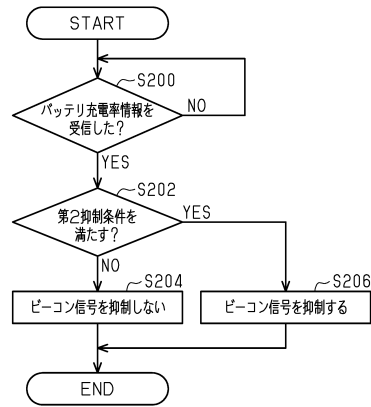 START
S200
バッテリ充電率情報を
受信した?
NO
YES
S202
第2抑制条件を
満たす?
YES
NO
S204
S206
ビーコン信号を抑制しない
ビーコン信号を抑制する
END